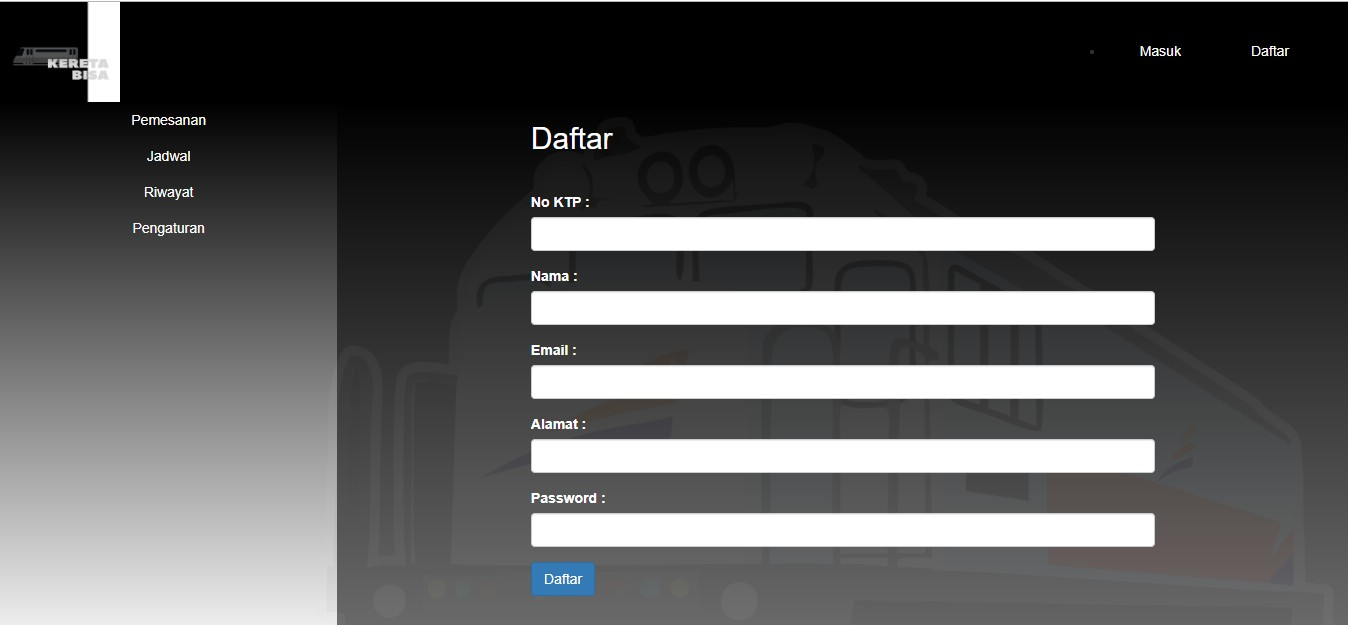 KERETA
BISA
Masuk
Daftar
Pemesanan
Jadwal
Riwayat
Pengaturan
Daftar
No KTP :
Nama :
Email :
Alamat :
Password :
Daftar